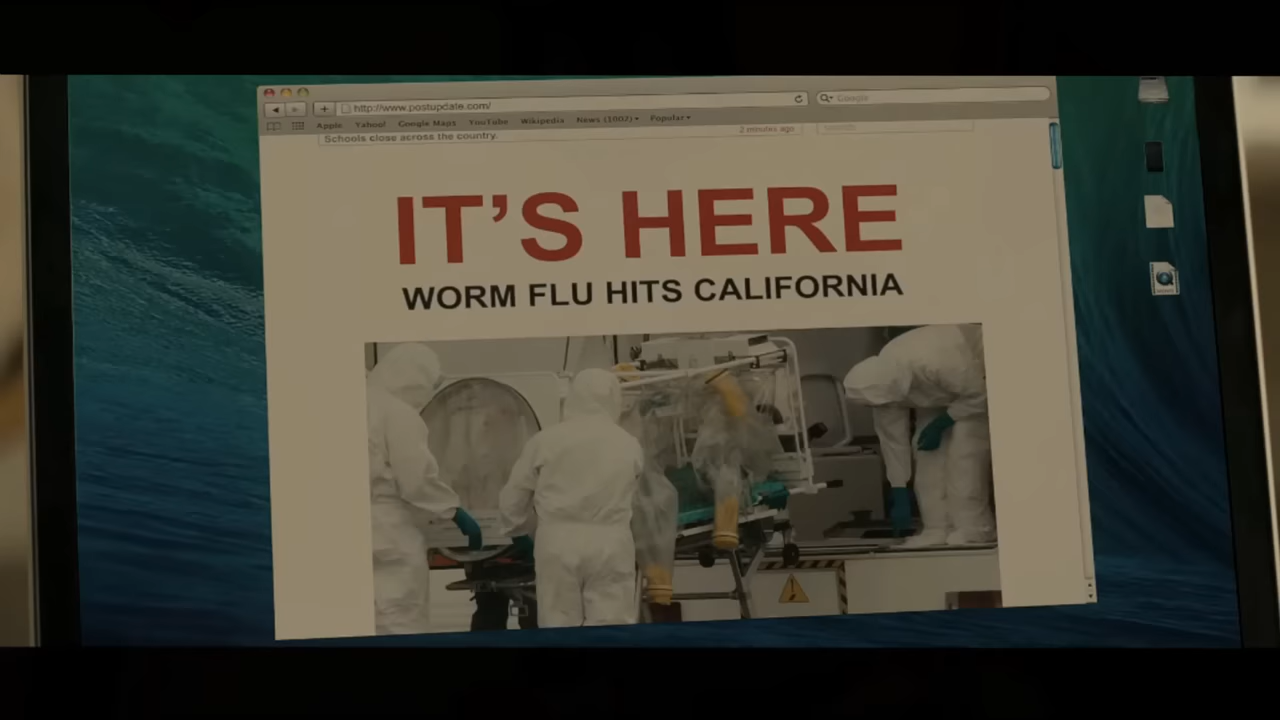 http://www.postupdate.com/
Google
Apple Yahoo! Google Maps YouTube Wikipedia News (1002) Popular
Schools close across the country.
2 minutes ago
IT'S HERE
WORM FLU HITS CALIFORNIA